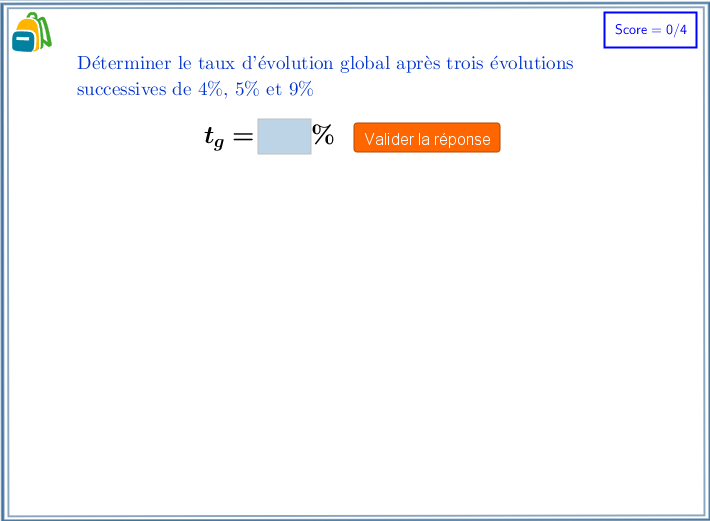 Score = 0/4
Déterminer le taux d'évolution global après trois évolutions
successives de 4%, 5% et 9%
t_g = % Valider la réponse